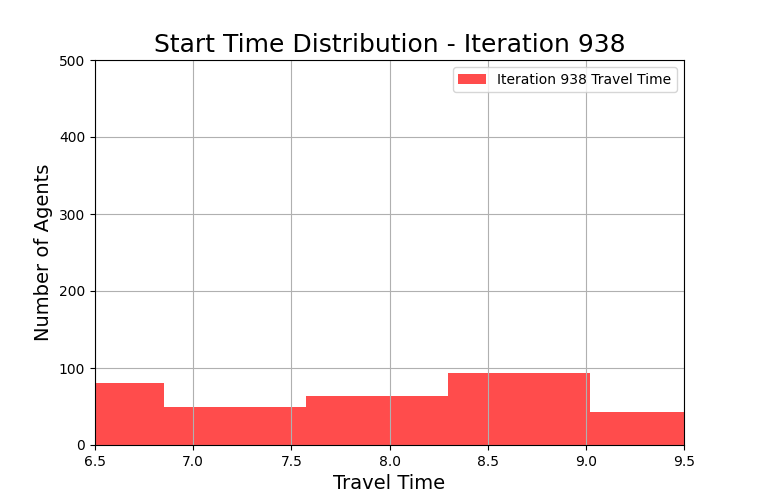 Start Time Distribution - Iteration 938
Iteration 938 Travel Time
Number of Agents
500
400
300
200
100
0
6.5 7.0 7.5 8.0 8.5 9.0 9.5
Travel Time